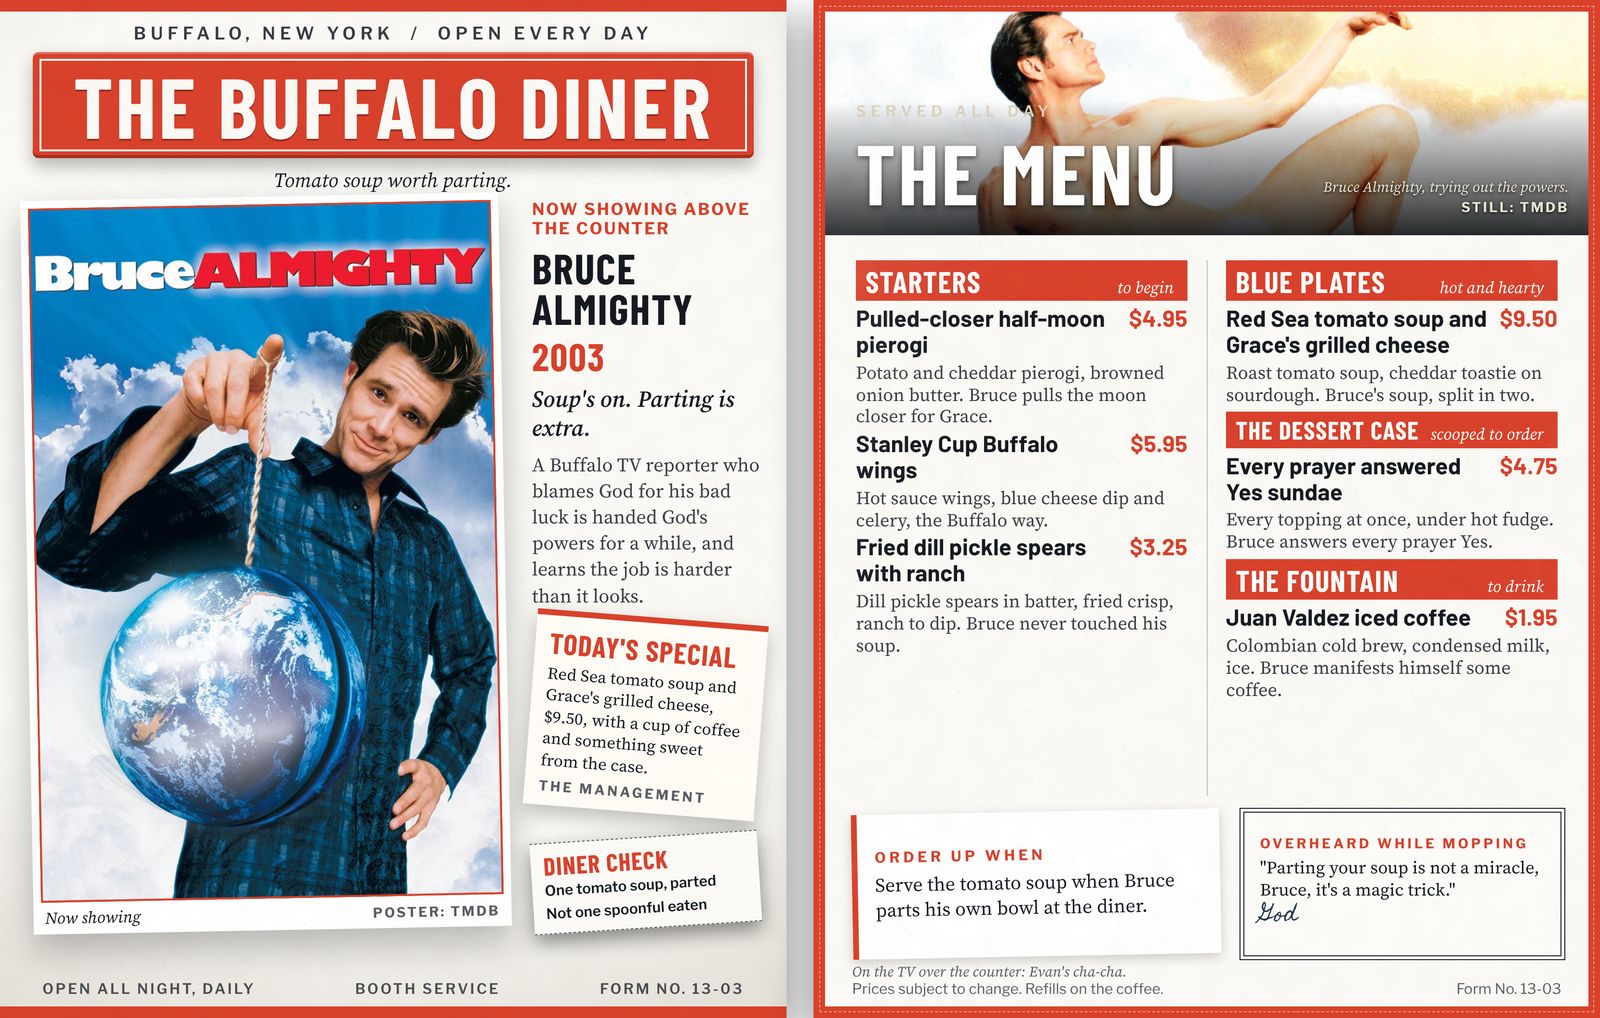 BUFFALO, NEW YORK / OPEN EVERY DAY
THE BUFFALO DINER
Tomato soup worth parting.
BruceALMIGHTY
Now showing
POSTER: TMDB
NOW SHOWING ABOVE
THE COUNTER
BRUCE
ALMIGHTY
2003
Soup's on. Parting is
extra.
A Buffalo TV reporter who
blames God for his bad
luck is handed God's
powers for a while, and
learns the job is harder
than it looks.
TODAY'S SPECIAL
Red Sea tomato soup and
Grace's grilled cheese,
$9.50, with a cup of coffee
and something sweet
from the case.
THE MANAGEMENT
DINER CHECK
One tomato soup, parted
Not one spoonful eaten
OPEN ALL NIGHT, DAILY
BOOTH SERVICE
FORM NO. 13-03
SERVED ALL DAY
THE MENU
Bruce Almighty, trying out the powers.
STILL: TMDB
STARTERS to begin
Pulled-closer half-moon $4.95
pierogi
Potato and cheddar pierogi, browned
onion butter. Bruce pulls the moon
closer for Grace.
Stanley Cup Buffalo $5.95
wings
Hot sauce wings, blue cheese dip and
celery, the Buffalo way.
Fried dill pickle spears $3.25
with ranch
Dill pickle spears in batter, fried crisp,
ranch to dip. Bruce never touched his
soup.
BLUE PLATES hot and hearty
Red Sea tomato soup and $9.50
Grace's grilled cheese
Roast tomato soup, cheddar toastie on
sourdough. Bruce's soup, split in two.
THE DESSERT CASE scooped to order
Every prayer answered $4.75
Yes sundae
Every topping at once, under hot fudge.
Bruce answers every prayer Yes.
THE FOUNTAIN to drink
Juan Valdez iced coffee $1.95
Colombian cold brew, condensed milk,
ice. Bruce manifests himself some
coffee.
ORDER UP WHEN
Serve the tomato soup when Bruce
parts his own bowl at the diner.
OVERHEARD WHILE MOPPING
"Parting your soup is not a miracle,
Bruce, it's a magic trick."
God
On the TV over the counter: Evan's cha-cha.
Prices subject to change. Refills on the coffee.
Form No. 13-03